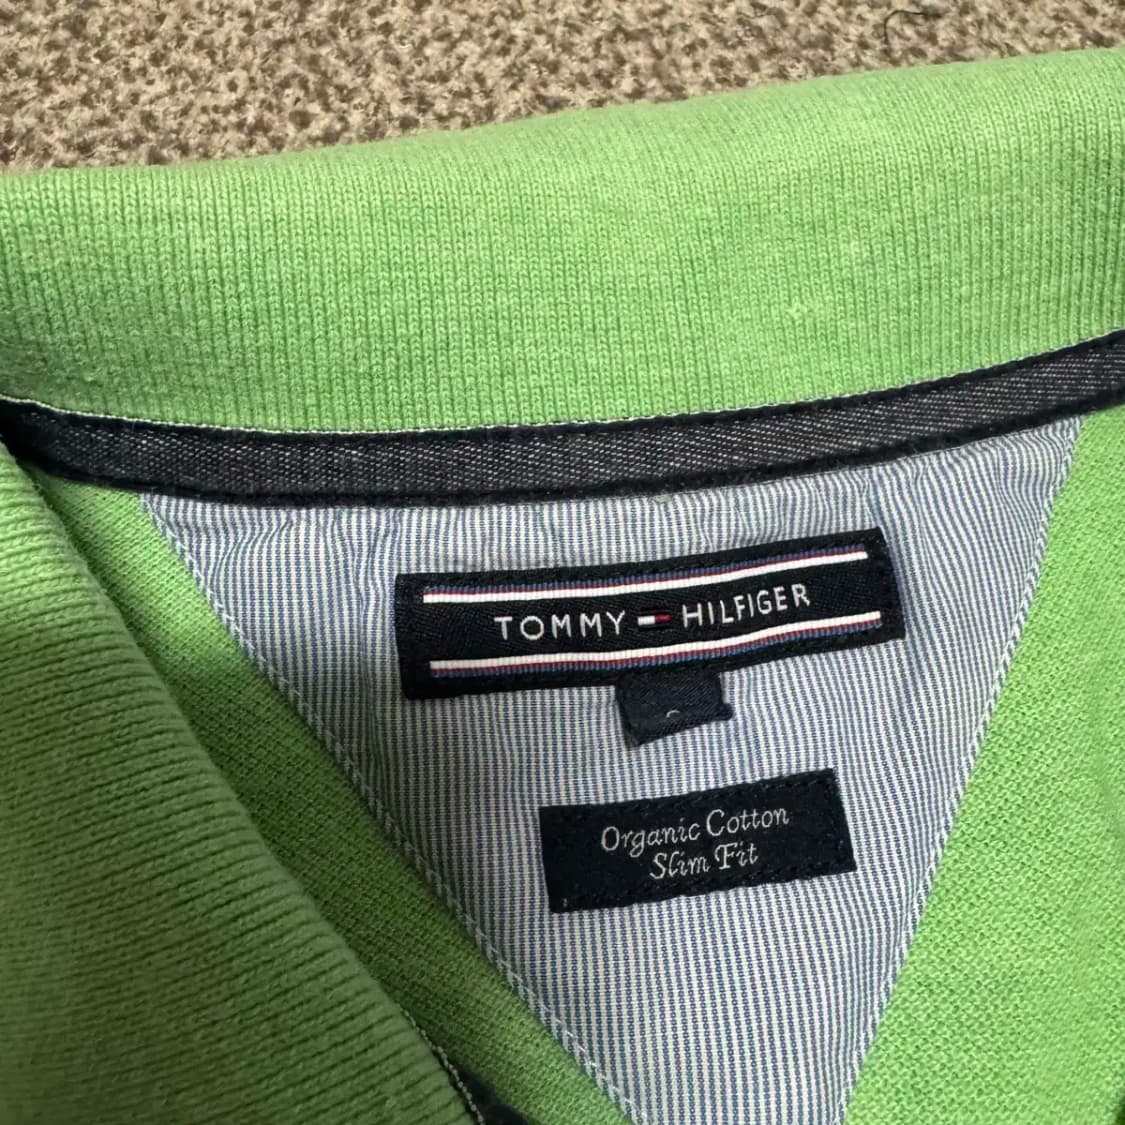 TOMMY HILFIGER
Organic Cotton
Slim Fit